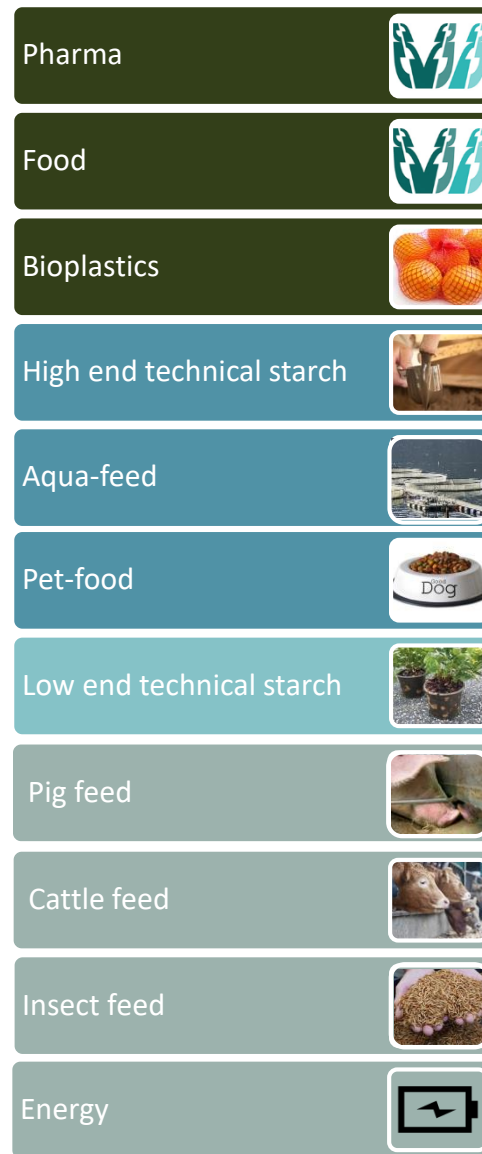 Pharma
Food
Bioplastics
High end technical starch
Aqua-feed
Pet-food
Good
Dog
Low end technical starch
Pig feed
Cattle feed
Insect feed
Energy